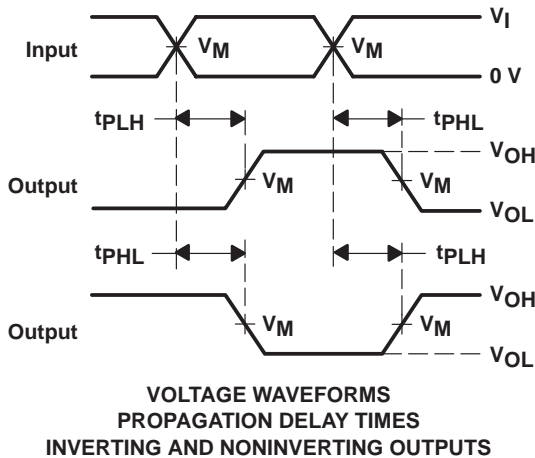 VI
Input
VM
VM
0 V
tPLH
tPHL
VOH
Output
VM
VM
VOL
tPHL
tPLH
VOH
Output
VM
VM
VOL
VOLTAGE WAVEFORMS
PROPAGATION DELAY TIMES
INVERTING AND NONINVERTING OUTPUTS